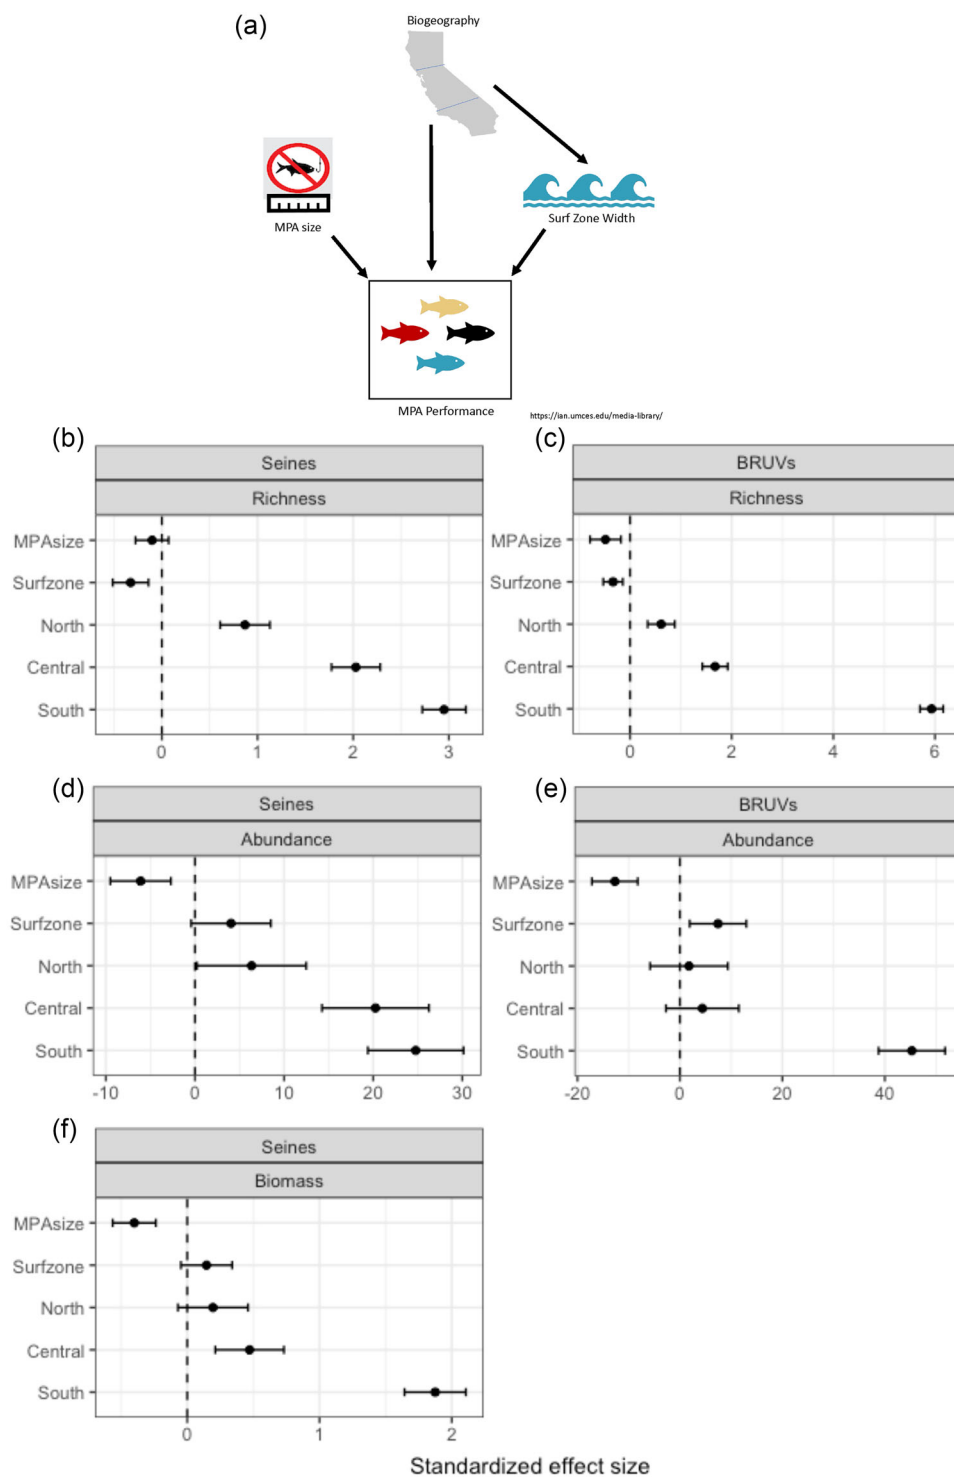 (a)
Biogeography
MPA size
Surf Zone Width
MPA Performance
https://ian.umces.edu/media-library/
(b)
Seines
Richness
MPAsize
Surfzone
North
Central
South
0 1 2 3
(c)
BRUVs
Richness
MPAsize
Surfzone
North
Central
South
0 2 4 6
(d)
Seines
Abundance
MPAsize
Surfzone
North
Central
South
-10 0 10 20 30
(e)
BRUVs
Abundance
MPAsize
Surfzone
North
Central
South
-20 0 20 40
(f)
Seines
Biomass
MPAsize
Surfzone
North
Central
South
0 1 2
Standardized effect size